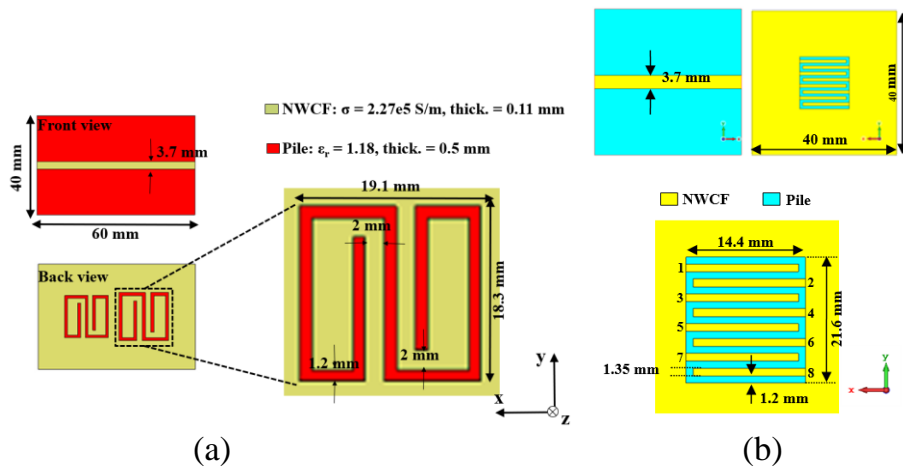 Front view
3.7 mm
40 mm
60 mm
Back view
NWCF: σ = 2.27e5 S/m, thick. = 0.11 mm
Pile: εr = 1.18, thick. = 0.5 mm
19.1 mm
2 mm
18.3 mm
1.2 mm
2 mm
y
x
z
(a)
3.7 mm
40 mm
40 mm
NWCF
Pile
14.4 mm
1
2
3
4
5
6
7
8
21.6 mm
1.35 mm
1.2 mm
y
x
(b)